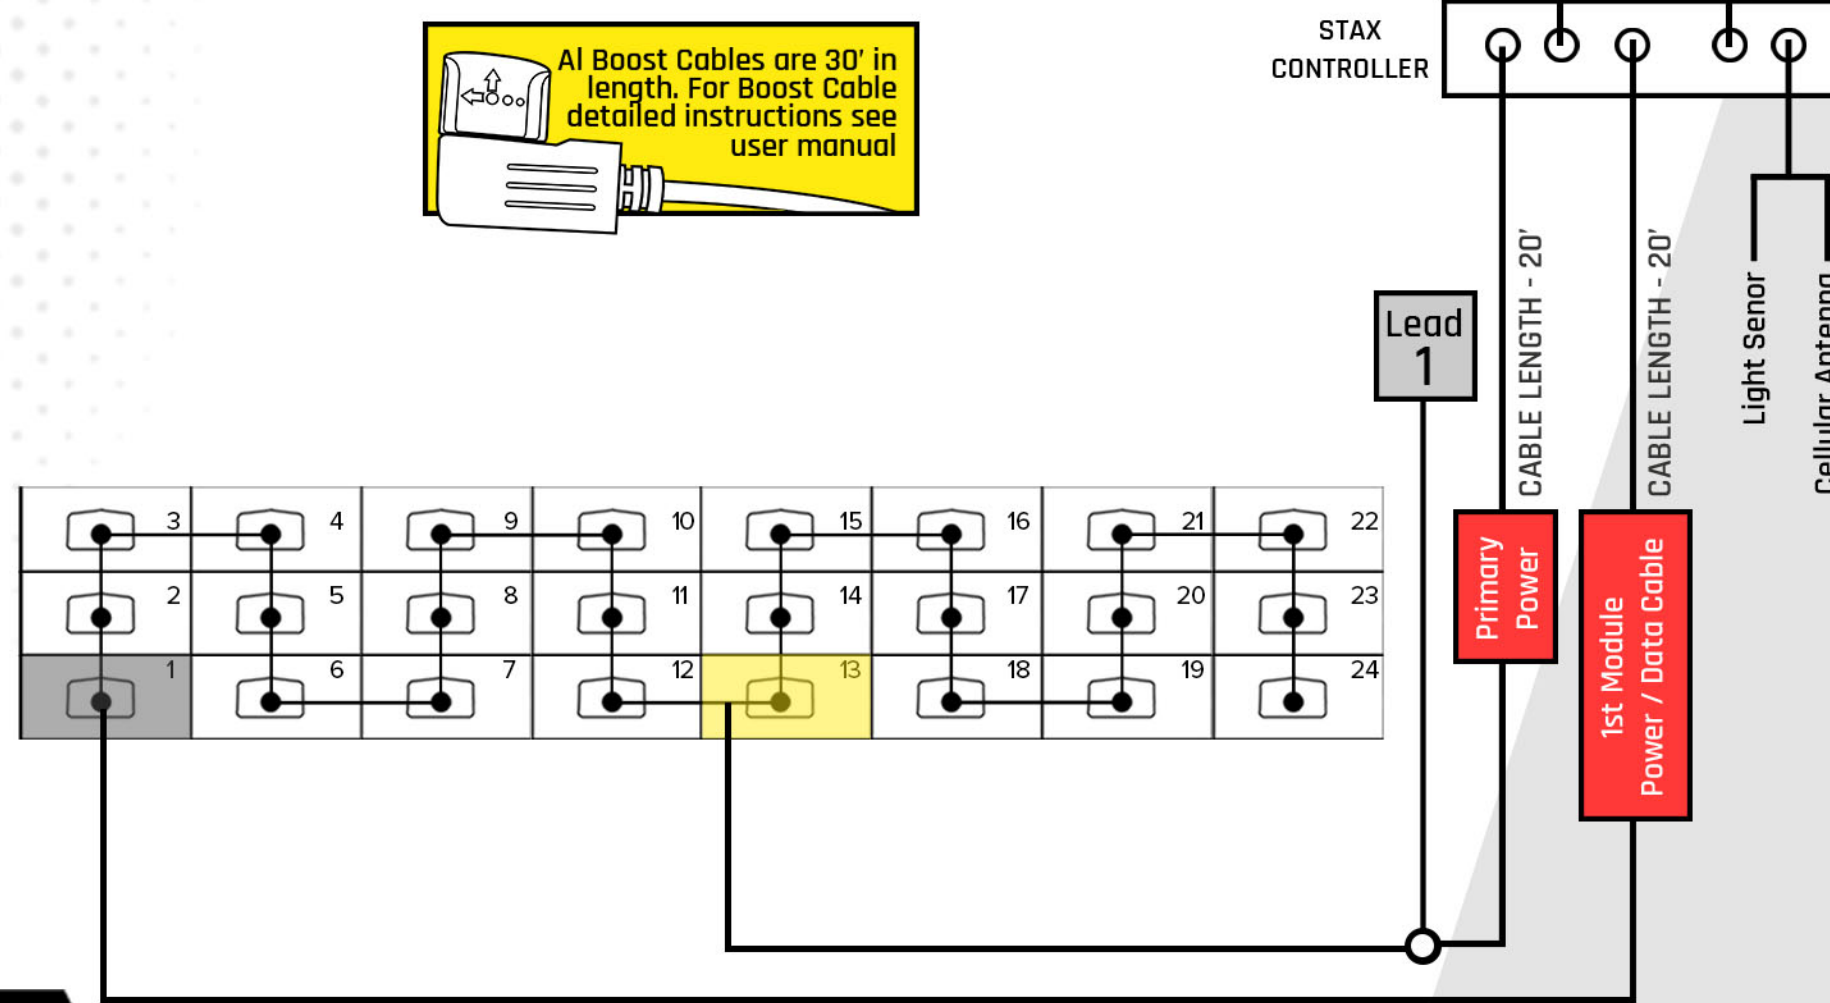 Al Boost Cables are 30' in
length. For Boost Cable
detailed instructions see
user manual
STAX
CONTROLLER
CABLE LENGTH - 20'
CABLE LENGTH - 20'
Light Senor
Cellular Antenna
Lead
1
3 4 9 10 15 16 21 22
2 5 8 11 14 17 20 23
1 6 7 12 13 18 19 24
Primary
Power
1st Module
Power / Data Cable